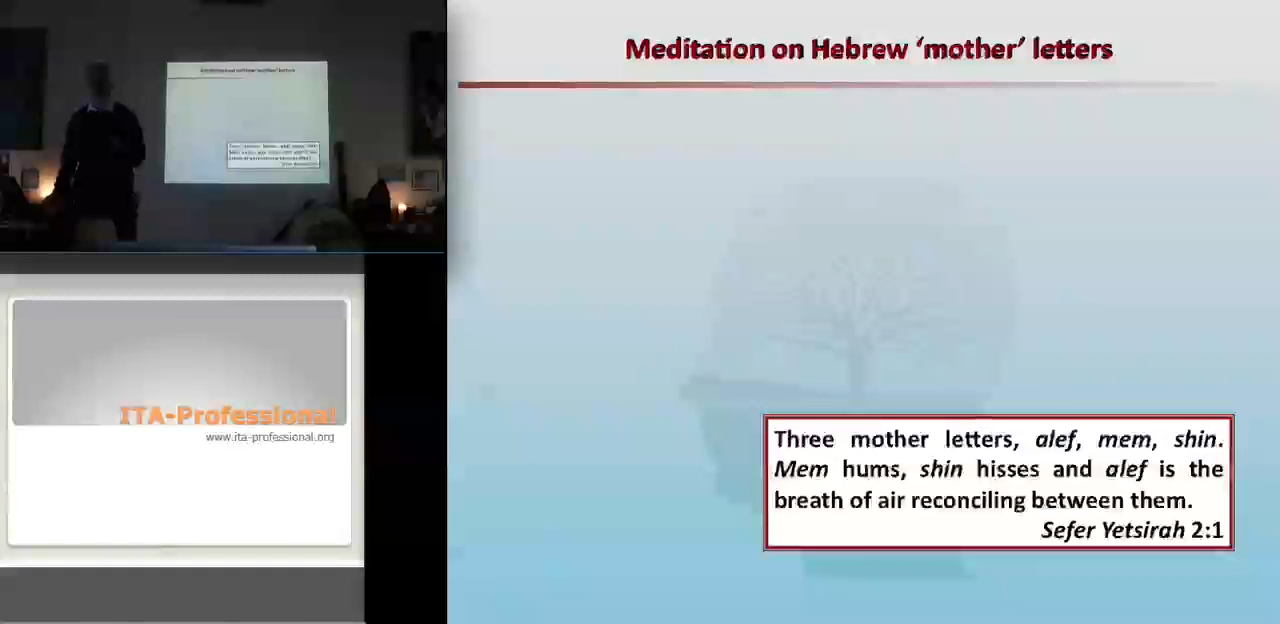 Meditation on Hebrew ‘mother’ letters
Three mother letters, alef, mem, shin.
Mem hums, shin hisses and alef is the
breath of air reconciling between them.
Sefer Yetsirah 2:1
ITA-Professional
www.ita-professional.org